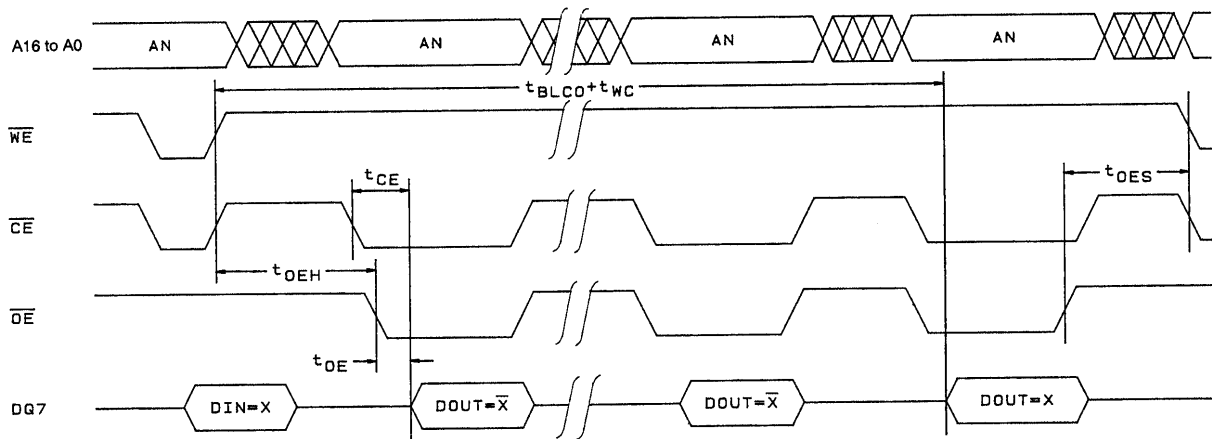 A16 to A0 AN AN AN AN
tBLCO+tWC
WE
tCE tOES
CE
tOEH
OE
tOE
DQ7 DIN=X DOUT=X̅ DOUT=X̅ DOUT=X